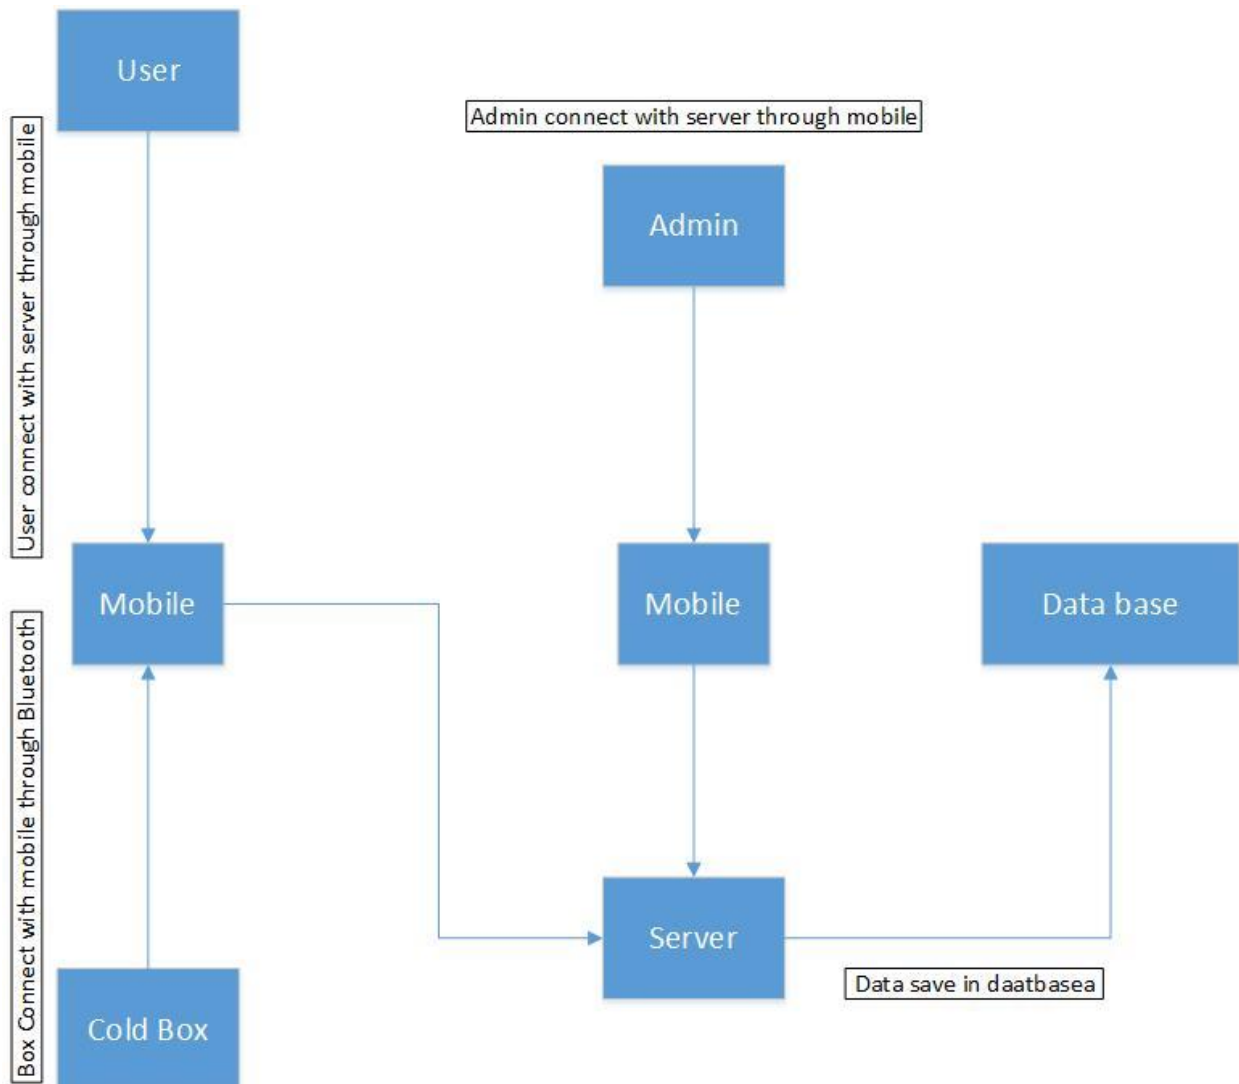 User
Admin connect with server through mobile
User connect with server through mobile
Admin
Mobile
Mobile
Data base
Box Connect with mobile through Bluetooth
Server
Data save in daatbasea
Cold Box